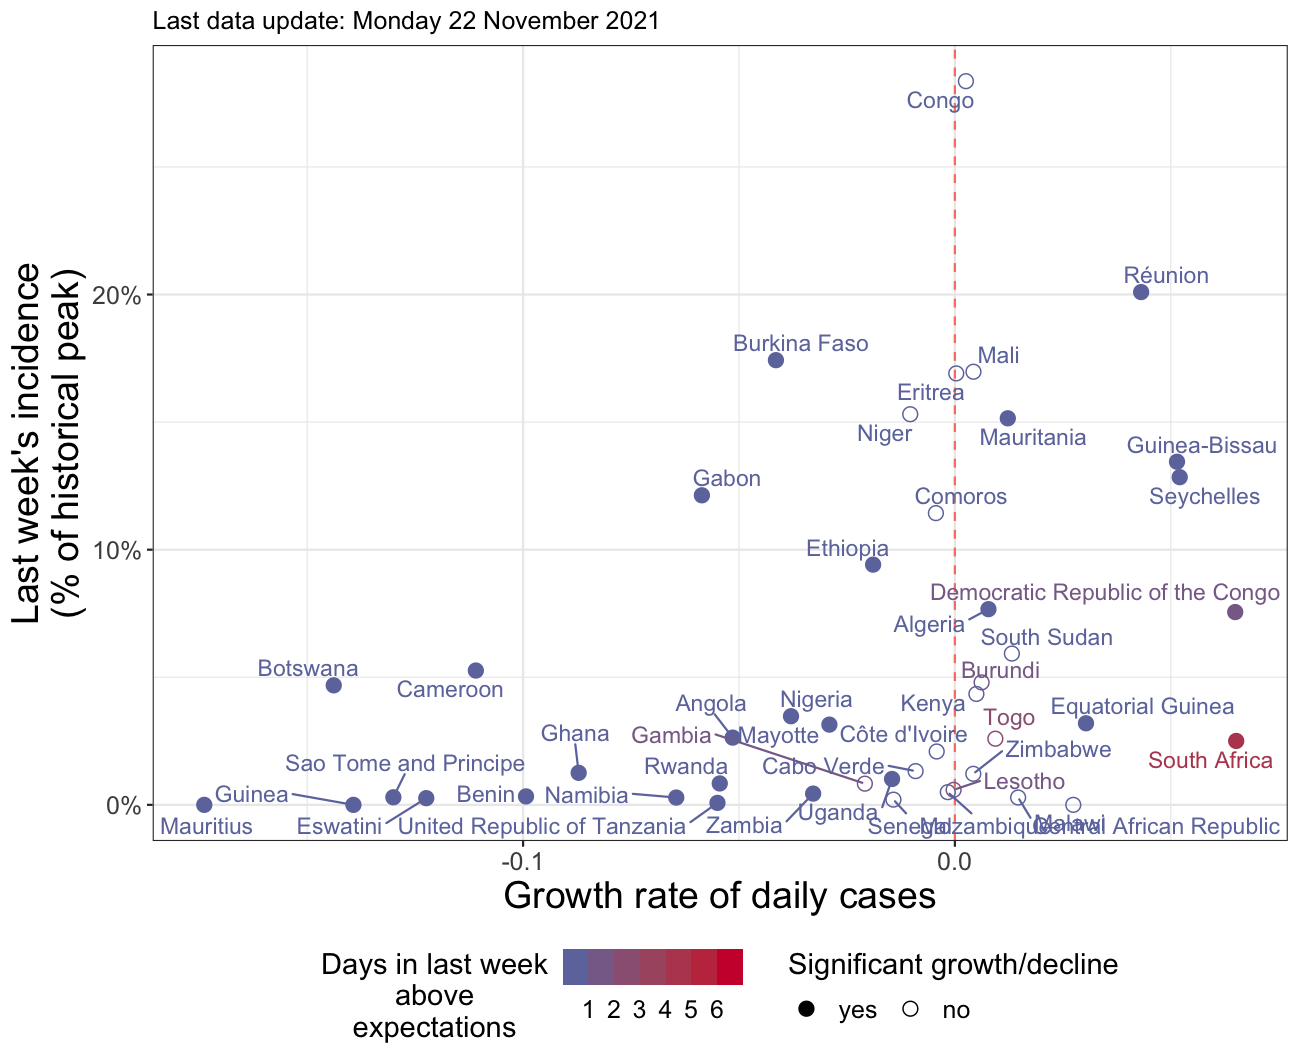 Last data update: Monday 22 November 2021
Last week's incidence
(% of historical peak)
20%
10%
0%
Congo
Réunion
Burkina Faso
Mali
Eritrea
Niger
Mauritania
Guinea-Bissau
Gabon
Comoros
Seychelles
Ethiopia
Democratic Republic of the Congo
Algeria
South Sudan
Botswana
Burundi
Cameroon
Angola
Nigeria
Kenya
Equatorial Guinea
Togo
Ghana
Gambia
Mayotte
Côte d'Ivoire
Zimbabwe
South Africa
Sao Tome and Principe
Rwanda
Cabo Verde
Lesotho
Guinea
Benin
Namibia
Uganda
Mauritius
Eswatini
United Republic of Tanzania
Zambia
Senegal
Mozambique
Malawi
Central African Republic
-0.1
0.0
Growth rate of daily cases
Days in last week
above
expectations
1 2 3 4 5 6
Significant growth/decline
yes
no